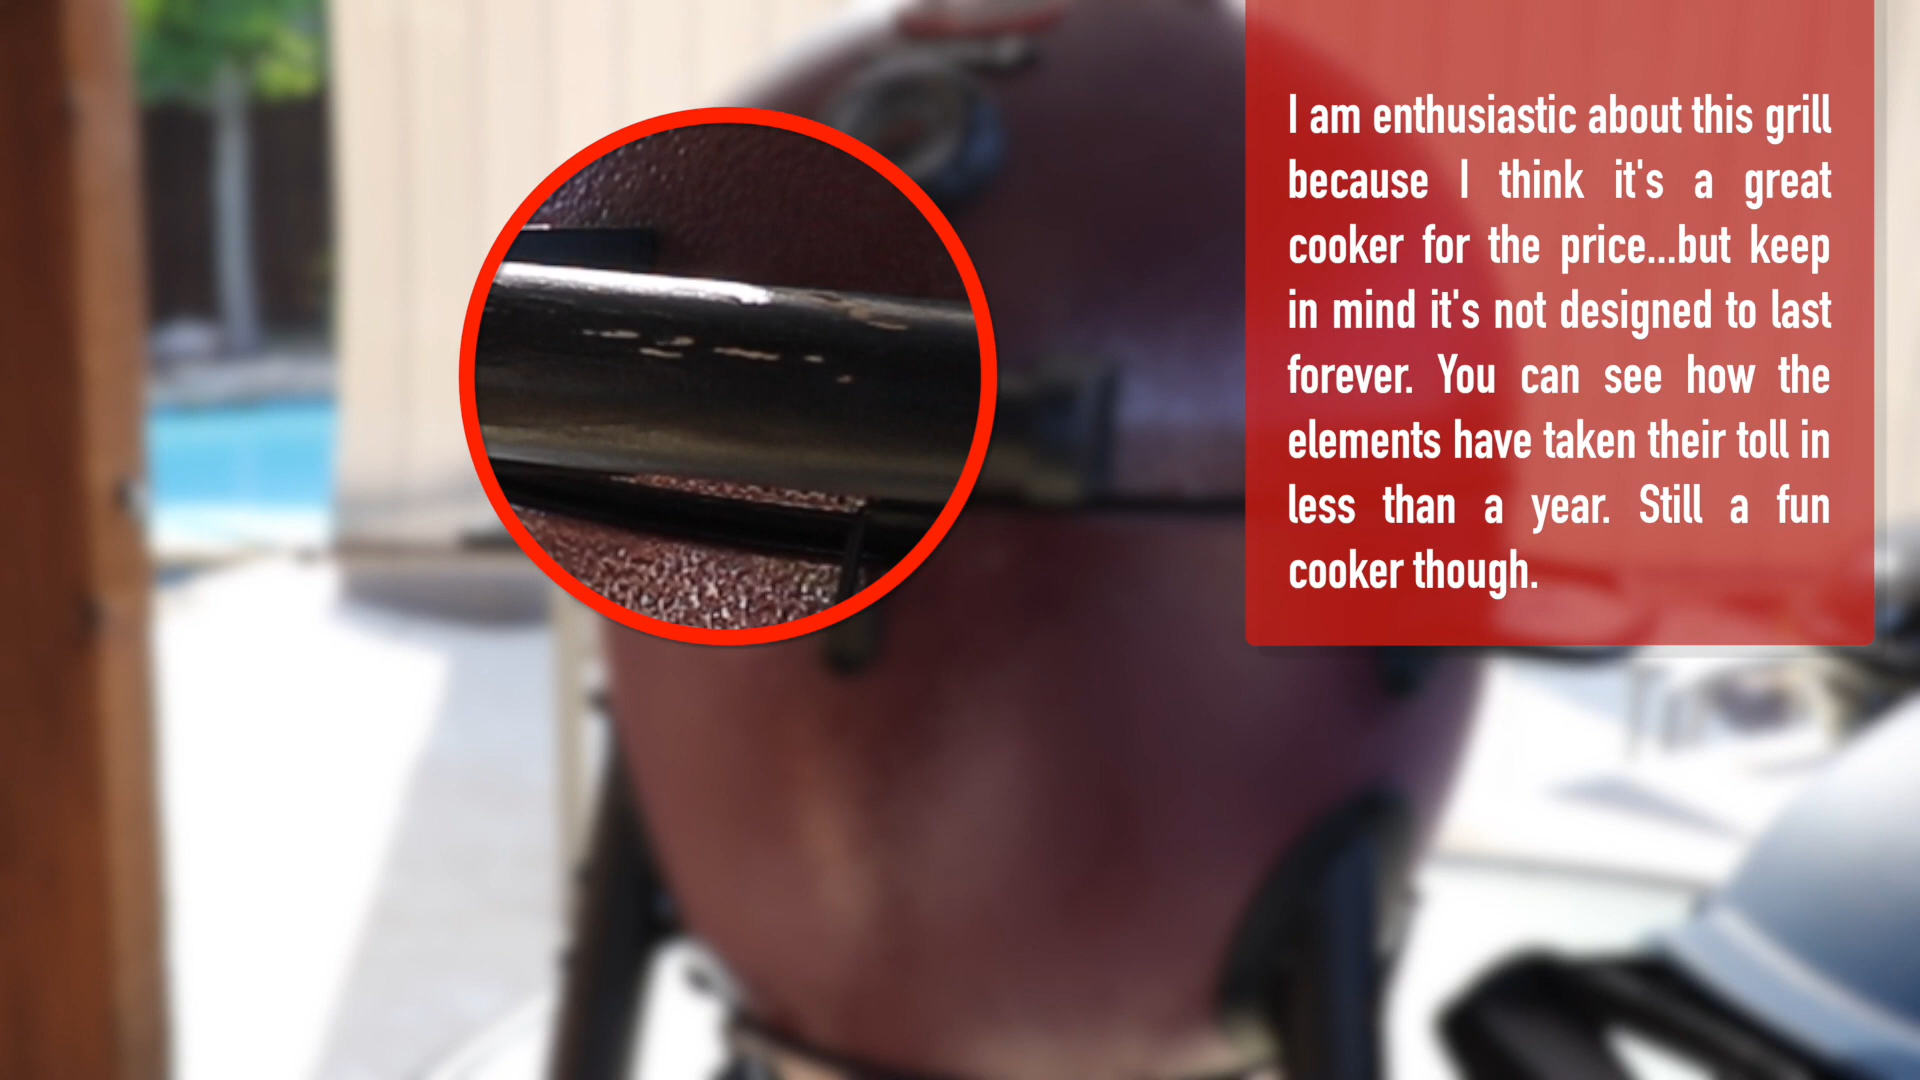 I am enthusiastic about this grill
because I think it's a great
cooker for the price...but keep
in mind it's not designed to last
forever. You can see how the
elements have taken their toll in
less than a year. Still a fun
cooker though.